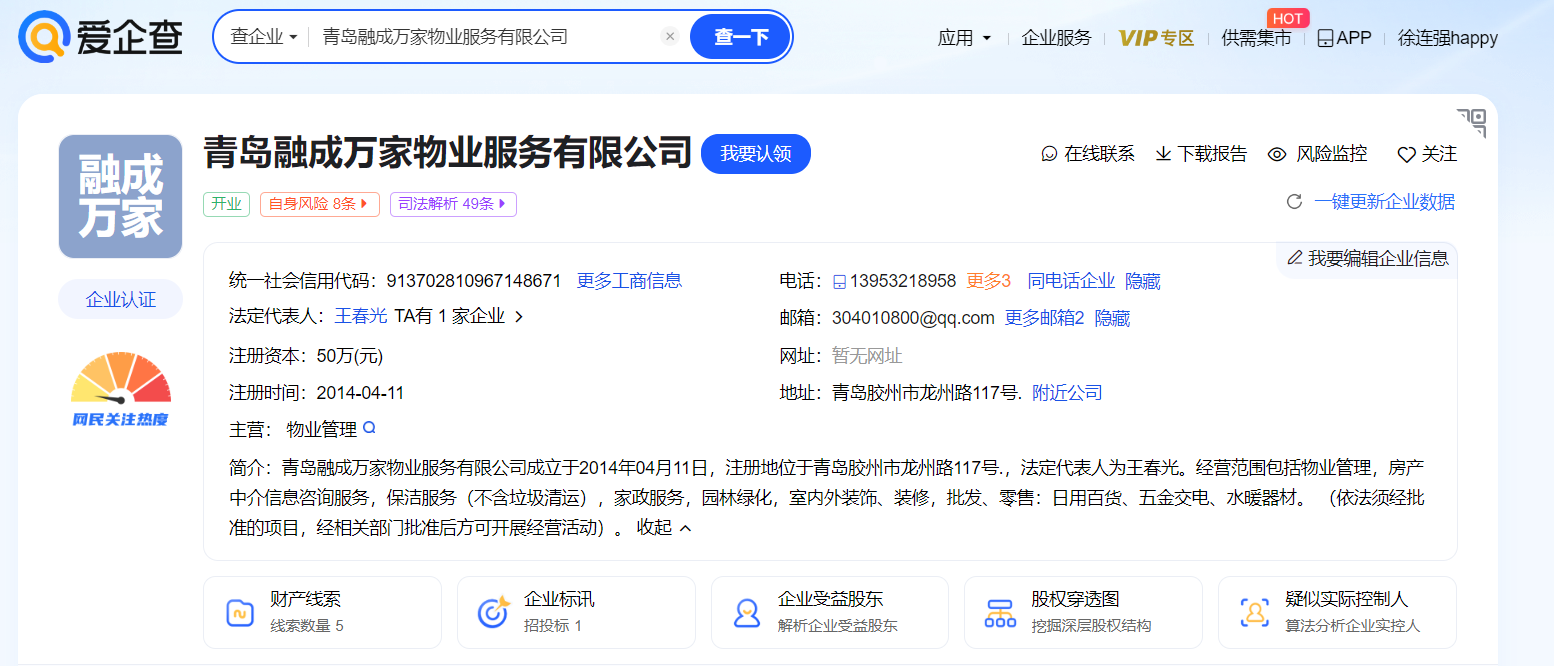 爱企查
查企业
青岛融成万家物业服务有限公司
查一下
应用
企业服务
VIP专区
供需集市
HOT
APP
徐连强happy
融成
万家
青岛融成万家物业服务有限公司
我要认领
在线联系
下载报告
风险监控
关注
开业
自身风险 8条
司法解析 49条
一键更新企业数据
我要编辑企业信息
企业认证
网民关注热度
统一社会信用代码：913702810967148671 更多工商信息
电话：13953218958 更多3 同电话企业 隐藏
法定代表人：王春光 TA有 1 家企业
邮箱：304010800@qq.com 更多邮箱2 隐藏
注册资本：50万(元)
网址：暂无网址
注册时间：2014-04-11
地址：青岛胶州市龙州路117号. 附近公司
主营：物业管理
简介：青岛融成万家物业服务有限公司成立于2014年04月11日，注册地位于青岛胶州市龙州路117号.，法定代表人为王春光。经营范围包括物业管理，房产
中介信息咨询服务，保洁服务（不含垃圾清运），家政服务，园林绿化，室内外装饰、装修，批发、零售：日用百货、五金交电、水暖器材。 （依法须经批
准的项目，经相关部门批准后方可开展经营活动）。 收起
财产线索
线索数量 5
企业标讯
招投标 1
企业受益股东
解析企业受益股东
股权穿透图
挖掘深层股权结构
疑似实际控制人
算法分析企业实控人